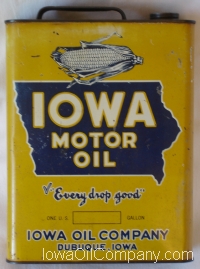 IOWA
MOTOR
OIL
"Every drop good"
ONE U.S. GALLON
IOWA OIL COMPANY
DUBUQUE, IOWA
IowaOilCompany.com